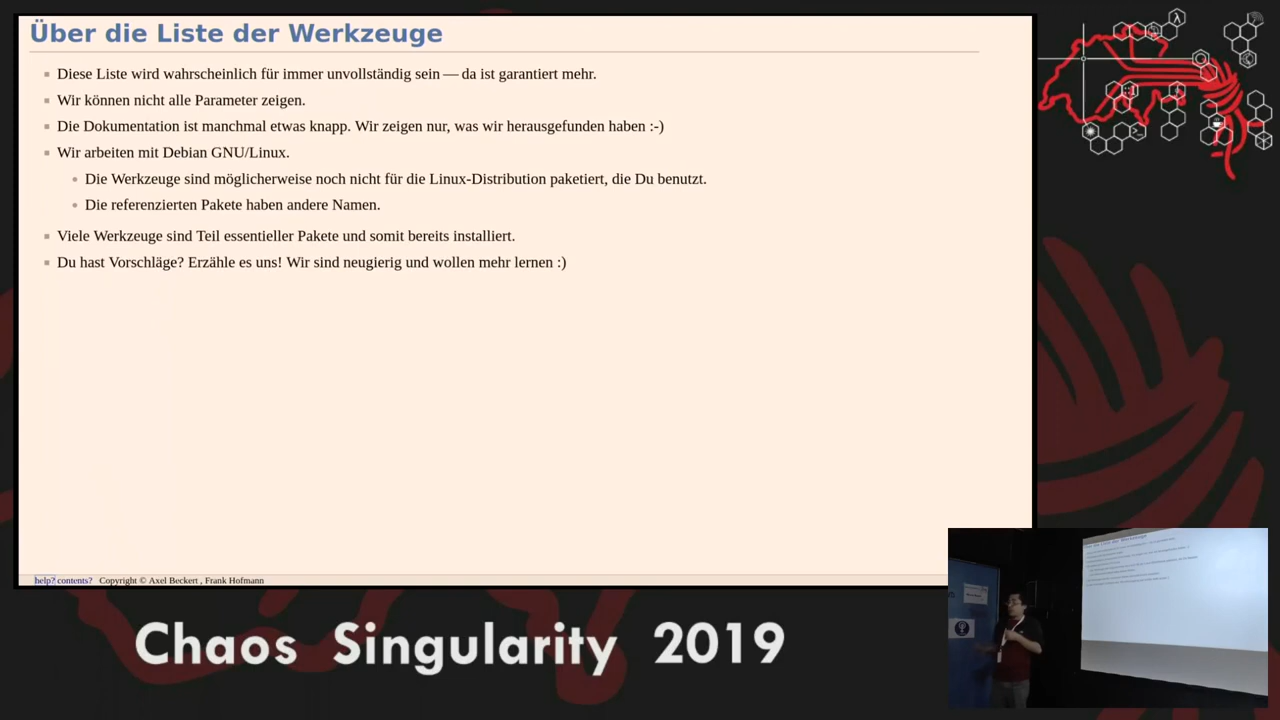 Über die Liste der Werkzeuge
Diese Liste wird wahrscheinlich für immer unvollständig sein — da ist garantiert mehr.
Wir können nicht alle Parameter zeigen.
Die Dokumentation ist manchmal etwas knapp. Wir zeigen nur, was wir herausgefunden haben :-)
Wir arbeiten mit Debian GNU/Linux.
Die Werkzeuge sind möglicherweise noch nicht für die Linux-Distribution paketiert, die Du benutzt.
Die referenzierten Pakete haben andere Namen.
Viele Werkzeuge sind Teil essentieller Pakete und somit bereits installiert.
Du hast Vorschläge? Erzähle es uns! Wir sind neugierig und wollen mehr lernen :)
help? contents? Copyright © Axel Beckert , Frank Hofmann
Chaos Singularity 2019